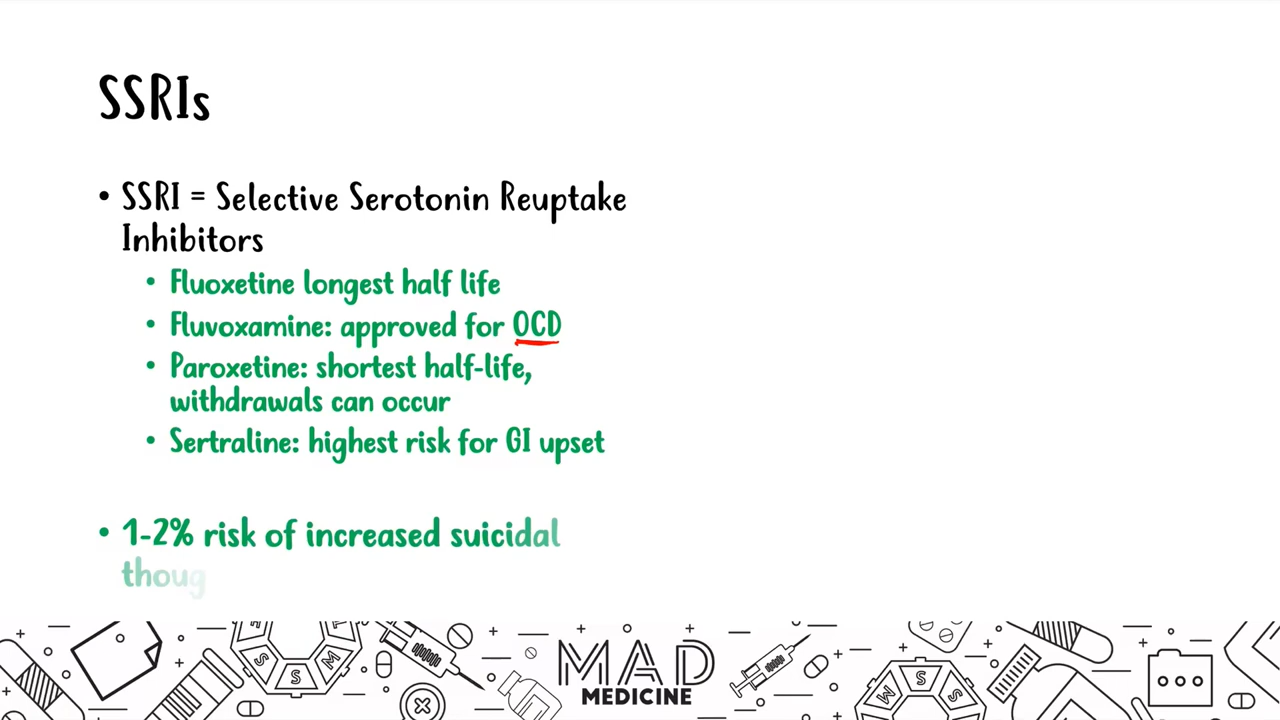 SSRIs
• SSRI = Selective Serotonin Reuptake
Inhibitors
• Fluoxetine longest half life
• Fluvoxamine: approved for OCD
• Paroxetine: shortest half-life,
withdrawals can occur
• Sertraline: highest risk for GI upset
• 1-2% risk of increased suicidal
thoug
S S M
MAD
MEDICINE
M S S